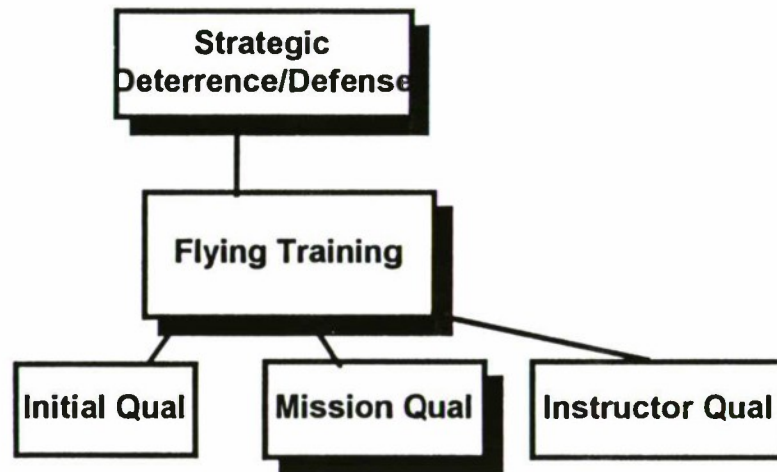 Strategic
Deterrence/Defense
Flying Training
Initial Qual
Mission Qual
Instructor Qual